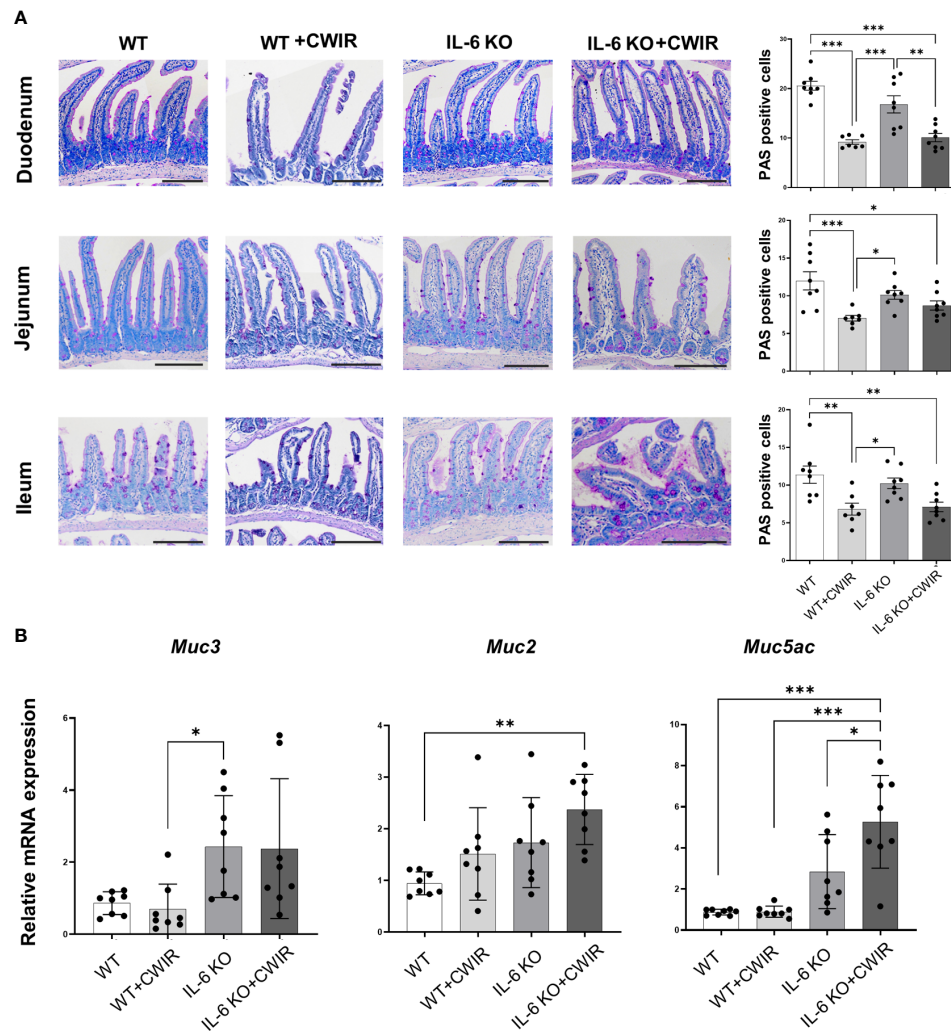 A
WT
WT +CWIR
IL-6 KO
IL-6 KO+CWIR
Duodenum
PAS positive cells
30
20
10
0
***
***
***
**
Jejunum
PAS positive cells
20
15
10
5
0
*
***
*
Ileum
PAS positive cells
20
15
10
5
0
**
**
*
WT
WT+CWIR
IL-6 KO
IL-6 KO+CWIR
B
Muc3
Muc2
Muc5ac
Relative mRNA expression
6
4
2
0
*
WT
WT+CWIR
IL-6 KO
IL-6 KO+CWIR
4
3
2
1
0
**
WT
WT+CWIR
IL-6 KO
IL-6 KO+CWIR
10
8
6
4
2
0
***
***
*
WT
WT+CWIR
IL-6 KO
IL-6 KO+CWIR